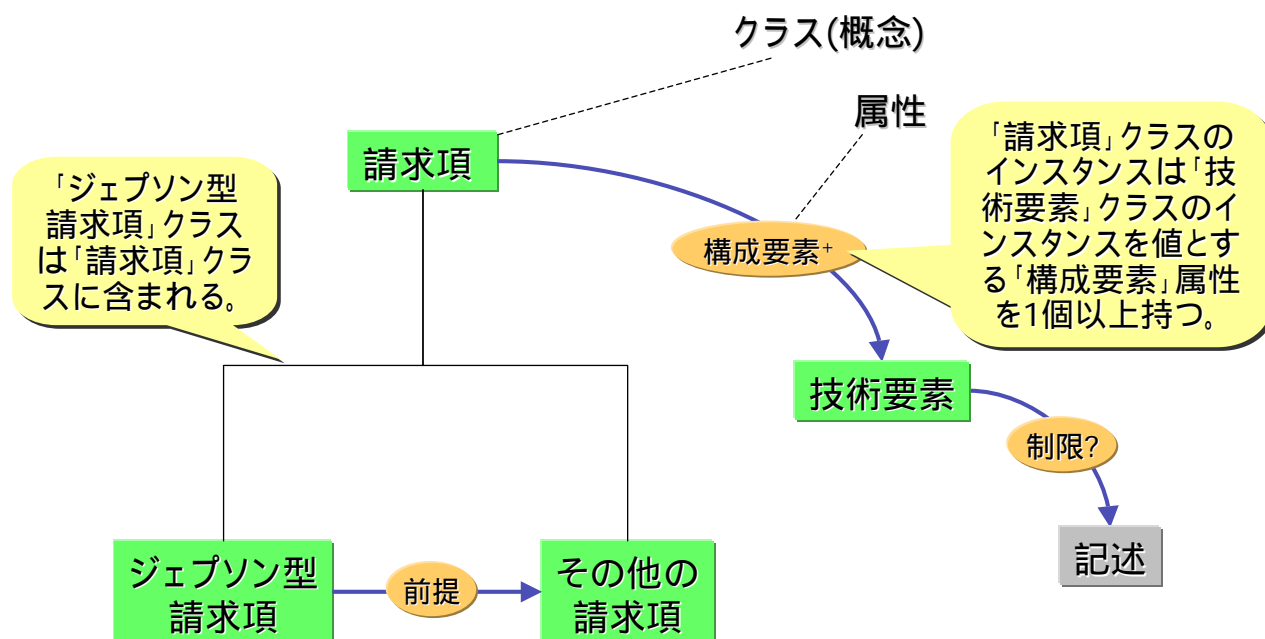 クラス(概念)
属性
請求項
「ジェプソン型
請求項」クラス
は「請求項」クラ
スに含まれる。
構成要素+
「請求項」クラスの
インスタンスは「技
術要素」クラスのイ
ンスタンスを値とす
る「構成要素」属性
を1個以上持つ。
技術要素
制限?
記述
ジェプソン型
請求項
前提
その他の
請求項